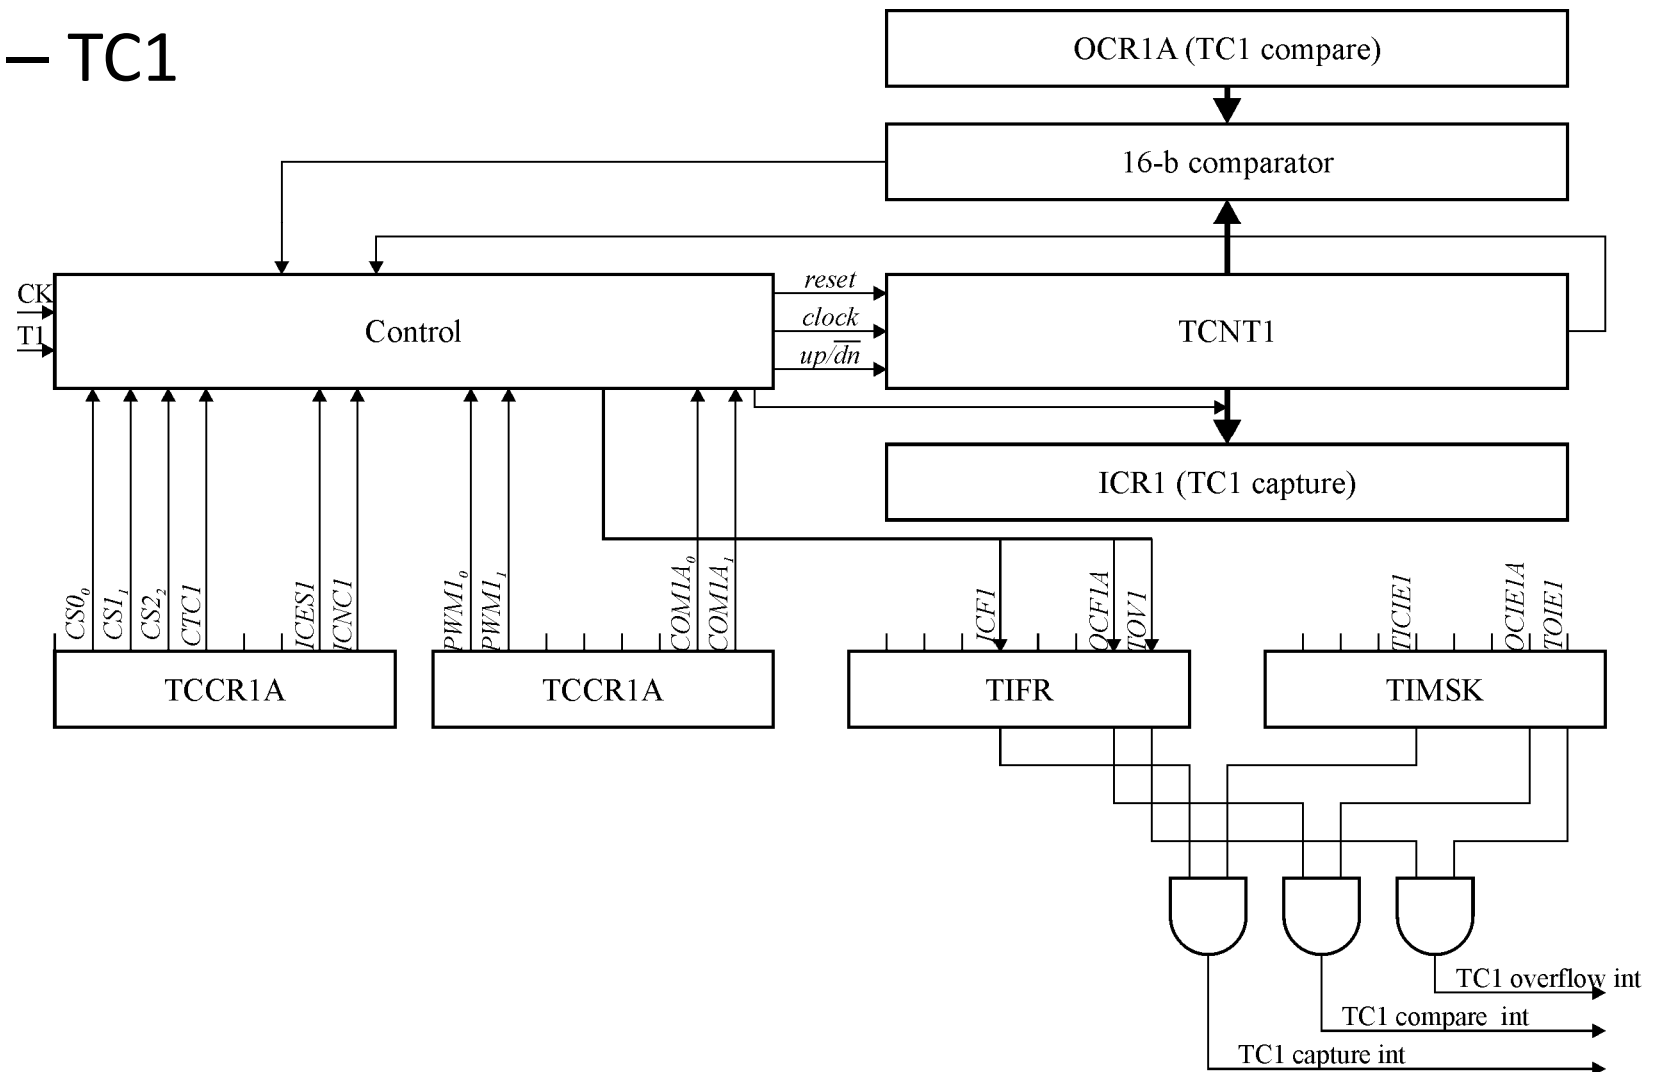 – TC1
OCR1A (TC1 compare)
16-b comparator
CK
T1
Control
reset
clock
up/dn
TCNT1
ICR1 (TC1 capture)
CS0₀
CS1₁
CS2₂
CTC1
ICES1
ICNC1
PWM1₀
PWM1₁
COM1A₀
COM1A₁
ICF1
OCF1A
TOV1
TICIE1
OCIE1A
TOIE1
TCCR1A
TCCR1A
TIFR
TIMSK
TC1 overflow int
TC1 compare int
TC1 capture int